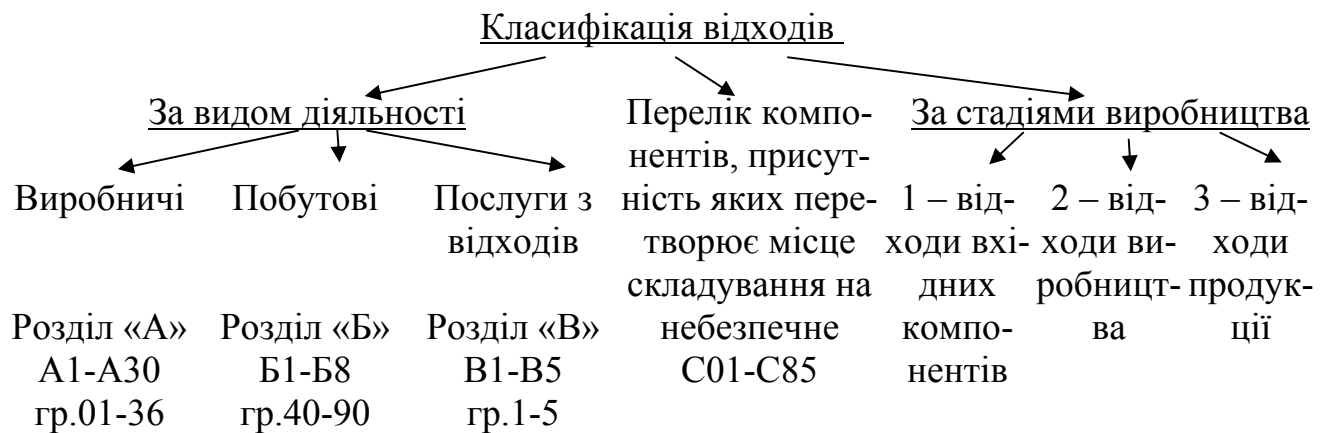 Класифікація відходів
За видом діяльності
Виробничі
Розділ «А»
А1-А30
гр.01-36
Побутові
Розділ «Б»
Б1-Б8
гр.40-90
Послуги з
відходів
Розділ «В»
В1-В5
гр.1-5
Перелік компо-
нентів, присут-
ність яких пере-
творює місце
складування на
небезпечне
С01-С85
За стадіями виробництва
1 – від-
ходи вхі-
дних
компо-
нентів
2 – від-
ходи ви-
робницт-
ва
3 – від-
ходи
продук-
ції